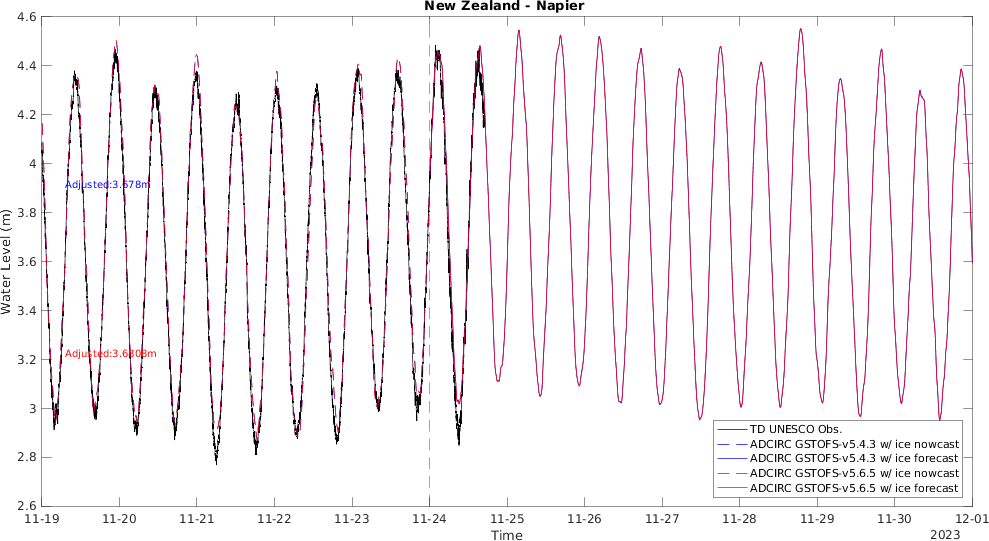 New Zealand - Napier
4.6
4.4
4.2
4
3.8
3.6
3.4
3.2
3
2.8
2.6
Water Level (m)
Adjusted:3.678m
Adjusted:3.6303m
TD UNESCO Obs.
ADCIRC GSTOFS-v5.4.3 w/ ice nowcast
ADCIRC GSTOFS-v5.4.3 w/ ice forecast
ADCIRC GSTOFS-v5.6.5 w/ ice nowcast
ADCIRC GSTOFS-v5.6.5 w/ ice forecast
11-19 11-20 11-21 11-22 11-23 11-24 11-25 11-26 11-27 11-28 11-29 11-30 12-01
Time
2023